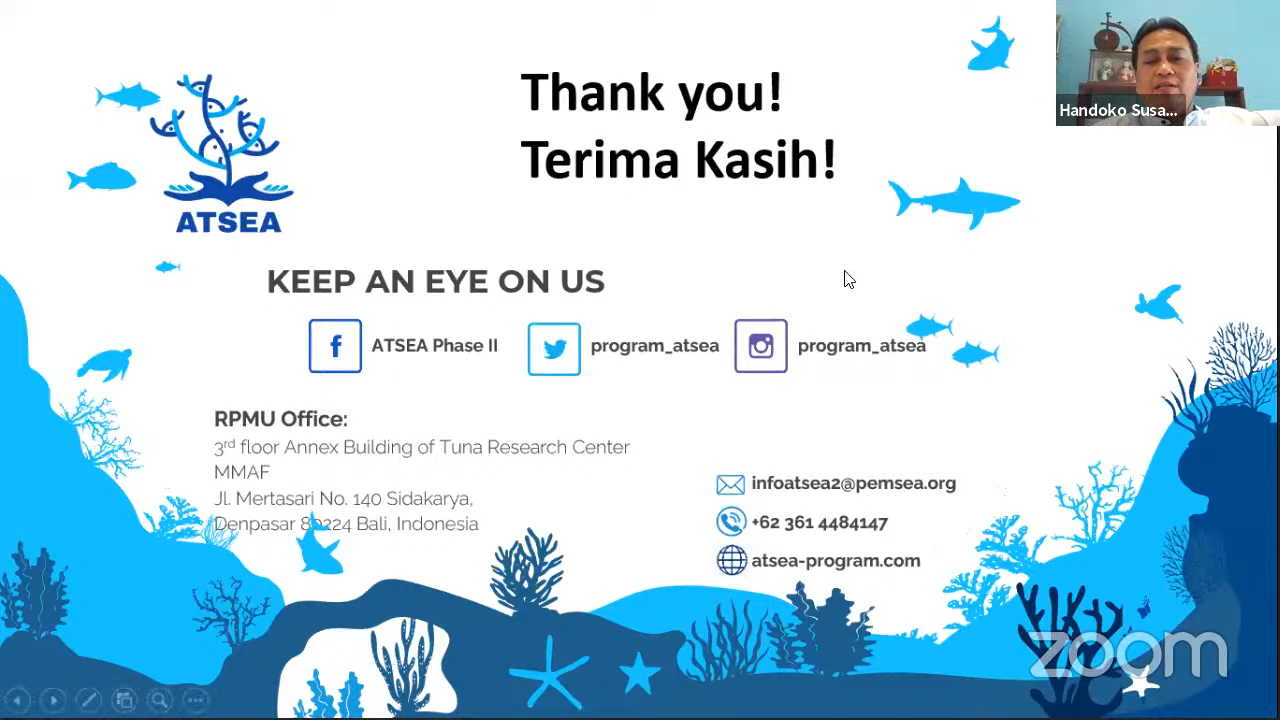 Thank you!
Terima Kasih!
Handoko Susa...
ATSEA
KEEP AN EYE ON US
ATSEA Phase II
program_atsea
program_atsea
RPMU Office:
3rd floor Annex Building of Tuna Research Center
MMAF
Jl. Mertasari No. 140 Sidakarya,
Denpasar 80224 Bali, Indonesia
infoatsea2@pemsea.org
+62 361 4484147
atsea-program.com
zoom